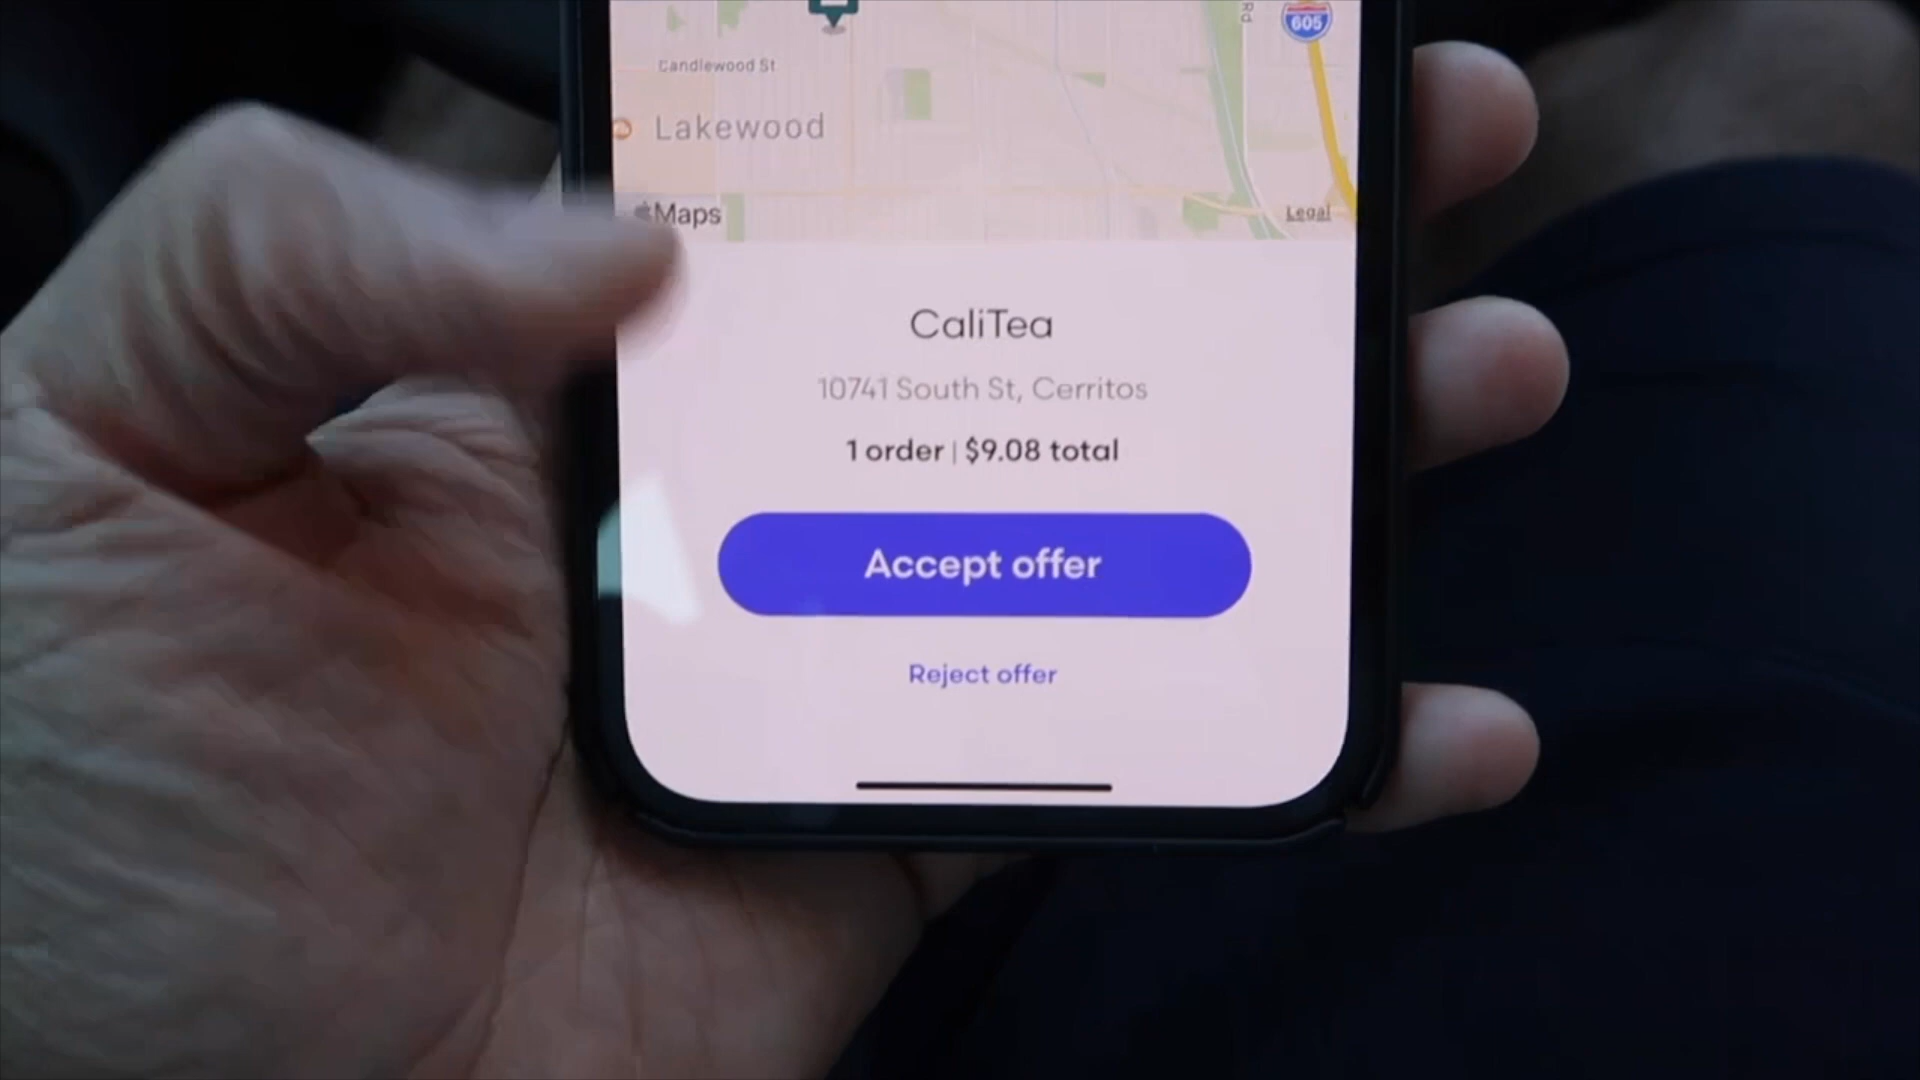 Rd
605
Candlewood St
Lakewood
Maps
Legal
CaliTea
10741 South St, Cerritos
1 order | $9.08 total
Accept offer
Reject offer